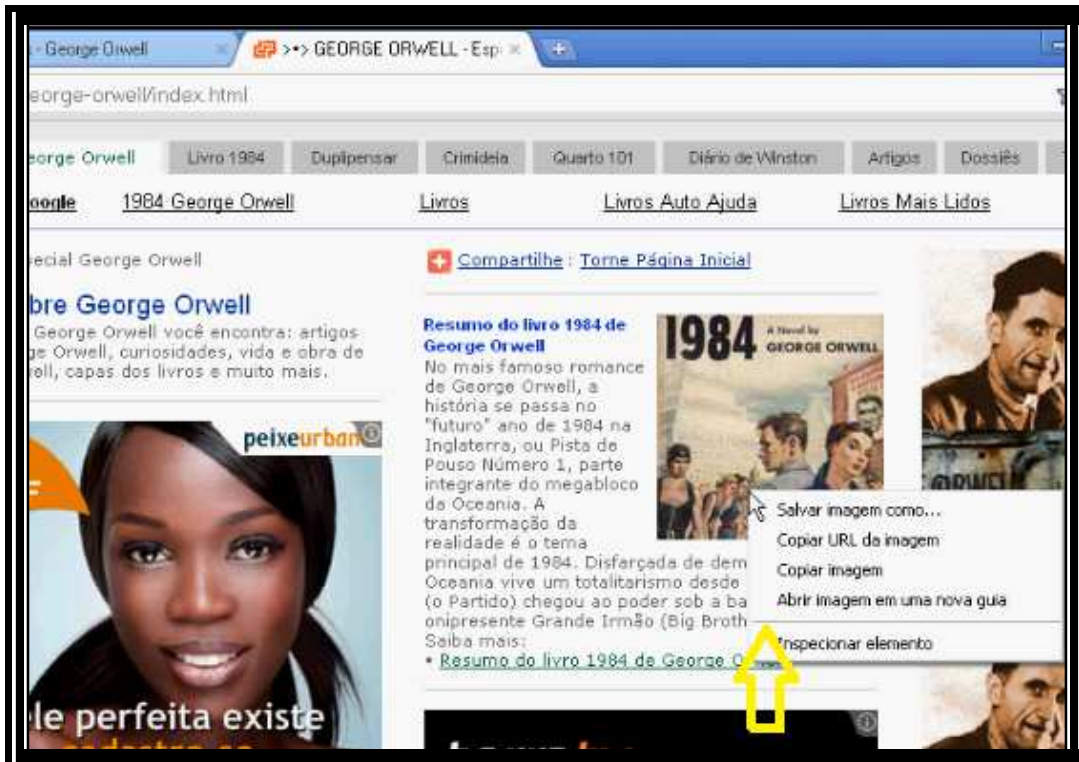 - George Orwell
>•> GEORGE ORWELL - Esp
eorge-orwell/index.html
eorge Orwell Livro 1984 Duplipensar Crimideia Quarto 101 Diário de Winston Artigos Dossiês
oogle 1984 George Orwell Livros Livros Auto Ajuda Livros Mais Lidos
pecial George Orwell
bre George Orwell
George Orwell você encontra: artigos
ge Orwell, curiosidades, vida e obra de
ell, capas dos livros e muito mais.
peixeurban
le perfeita existe
cadastre-se
Compartilhe : Torne Página Inicial
Resumo do livro 1984 de
George Orwell
No mais famoso romance
de George Orwell, a
história se passa no
"futuro" ano de 1984 na
Inglaterra, ou Pista de
Pouso Número 1, parte
integrante do megabloco
da Oceania. A
transformação da
realidade é o tema
principal de 1984. Disfarçada de dem
Oceania vive um totalitarismo desde
(o Partido) chegou ao poder sob a ba
onipresente Grande Irmão (Big Broth
Saiba mais:
• Resumo do livro 1984 de George
1984 A Novel by
GEORGE ORWELL
ORWELL
Salvar imagem como...
Copiar URL da imagem
Copiar imagem
Abrir imagem em uma nova guia
Inspecionar elemento